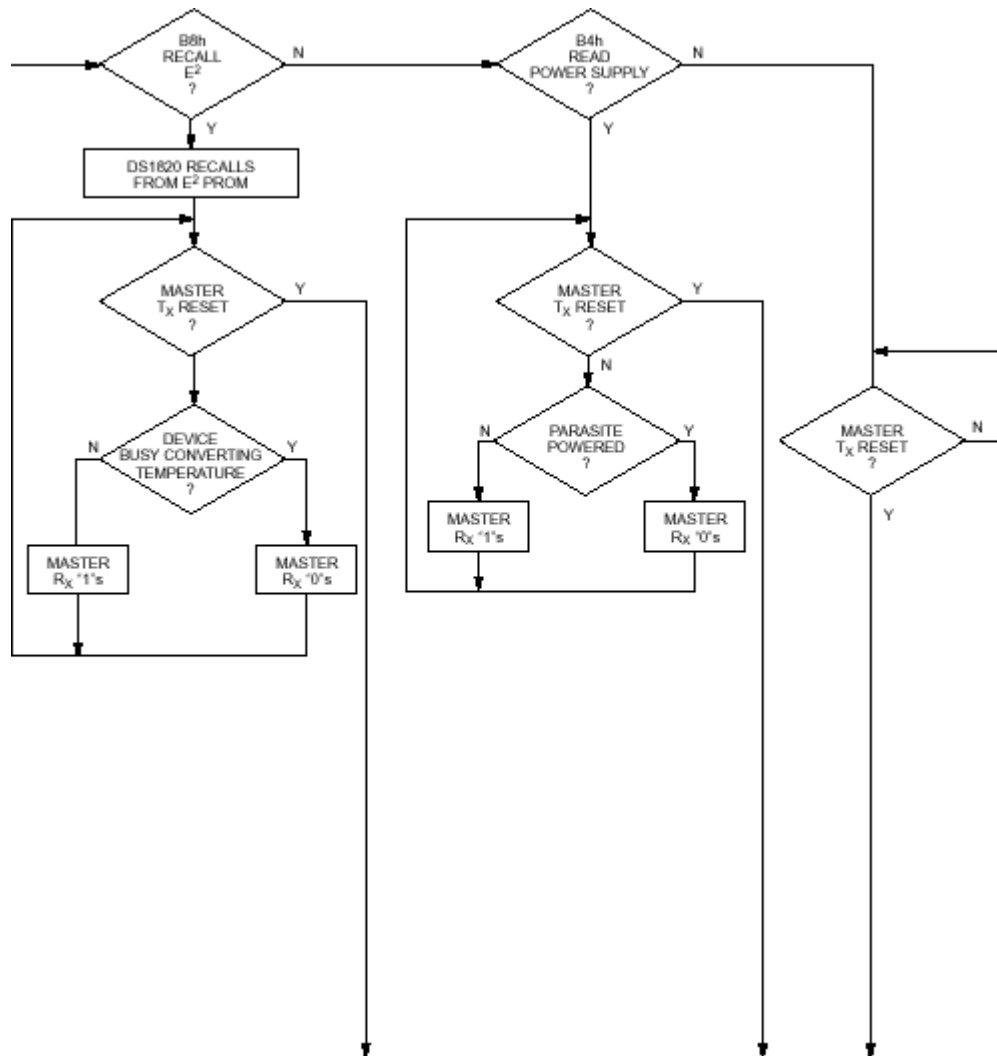 B8h
RECALL
E²
?
N
Y
B4h
READ
POWER SUPPLY
?
N
Y
DS1820 RECALLS
FROM E² PROM
MASTER
TX RESET
?
Y
DEVICE
BUSY CONVERTING
TEMPERATURE
?
N
Y
MASTER
RX "1"s
MASTER
RX "0"s
MASTER
TX RESET
?
Y
N
PARASITE
POWERED
?
N
Y
MASTER
RX "1"s
MASTER
RX "0"s
MASTER
TX RESET
?
N
Y